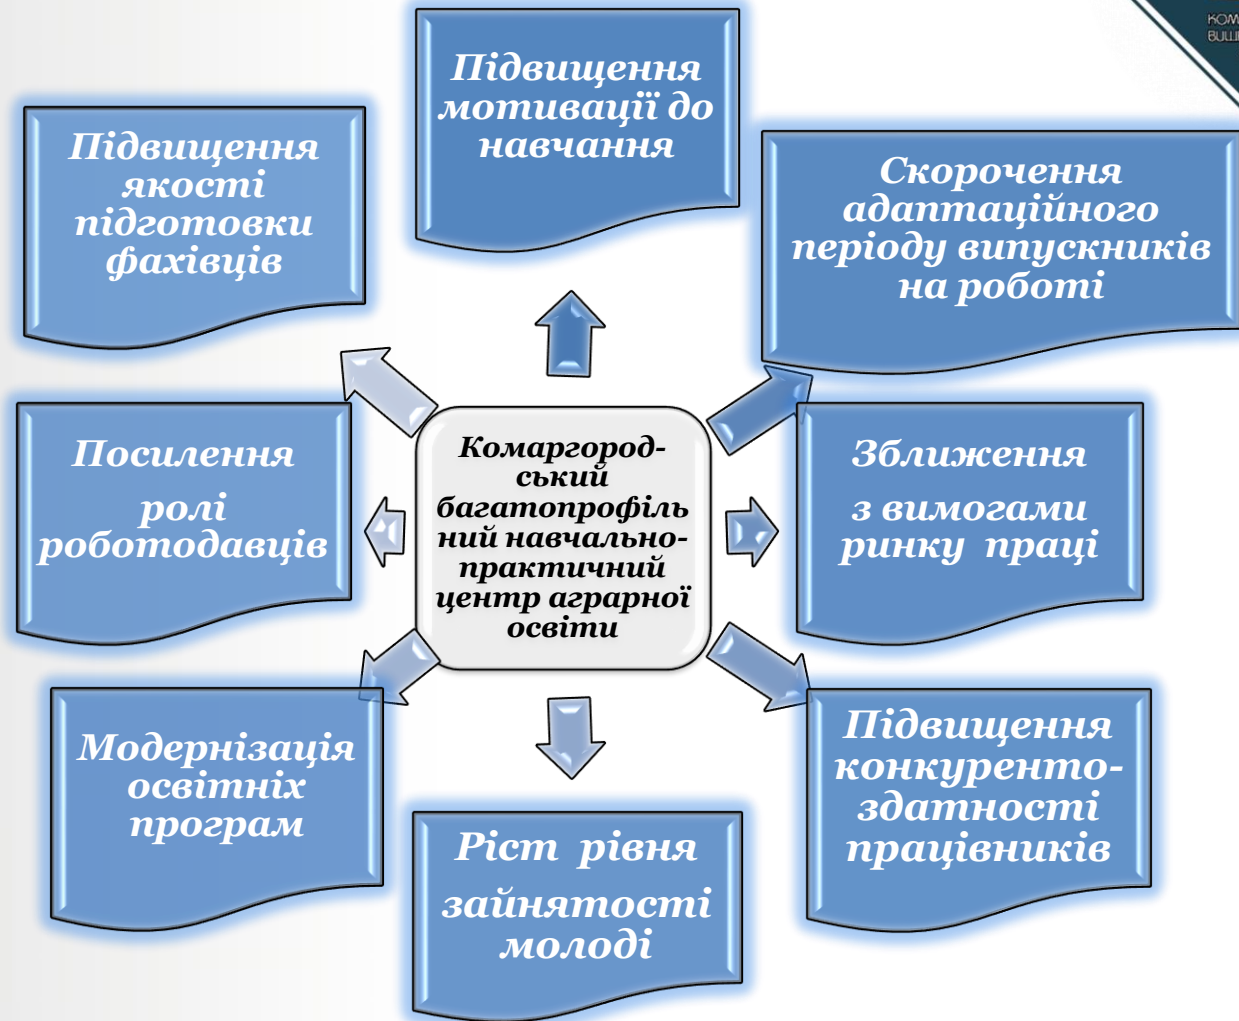 КОМ
ВИШ
Підвищення
мотивації до
навчання
Підвищення
якості
підготовки
фахівців
Скорочення
адаптаційного
періоду випускників
на роботі
Посилення
ролі
роботодавців
Комаргород-
ський
багатопрофіль
ний навчально-
практичний
центр аграрної
освіти
Зближення
з вимогами
ринку праці
Модернізація
освітніх
програм
Ріст рівня
зайнятості
молоді
Підвищення
конкуренто-
здатності
працівників